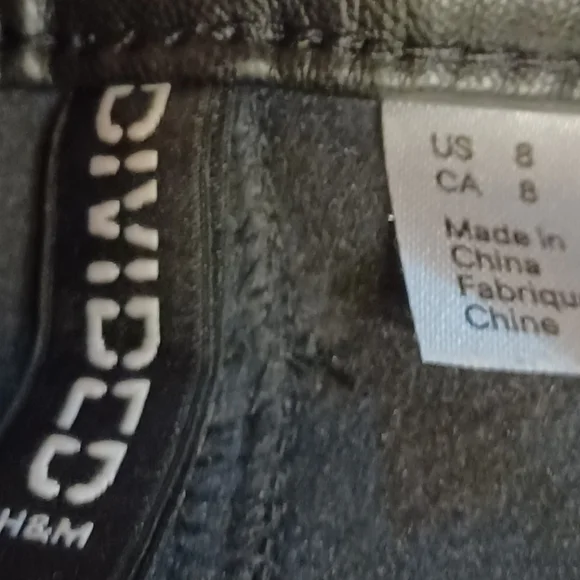 DIVIDED
H&M
US 8
CA 8
Made in
China
Fabriqu
Chine